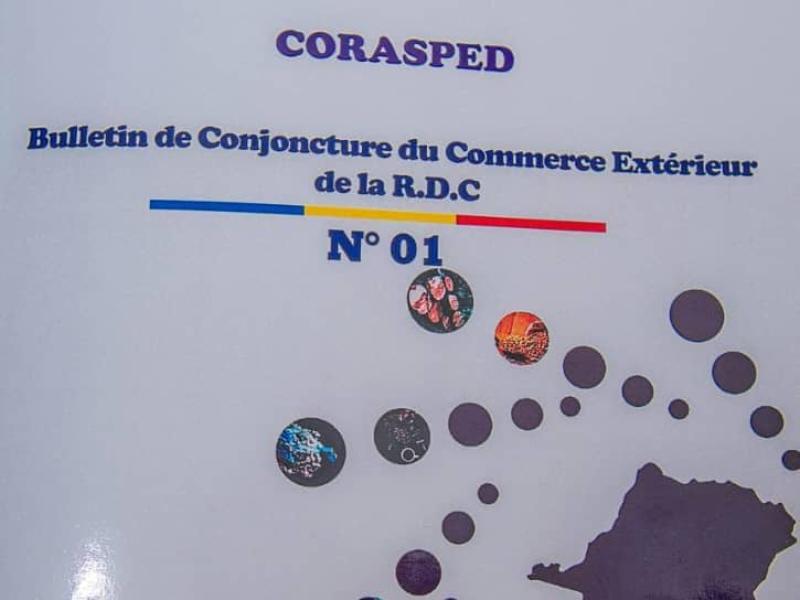 CORASPED
Bulletin de Conjoncture du Commerce Extérieur
de la R.D.C
N° 01